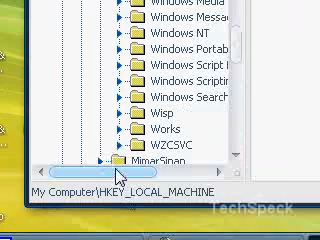 Windows Media
Windows Messa
Windows NT
Windows Portab
Windows Script H
Windows Scriptin
Windows Search
Wisp
Works
WZCSVC
MimarSinan
My Computer\HKEY_LOCAL_MACHINE
TechSpeck